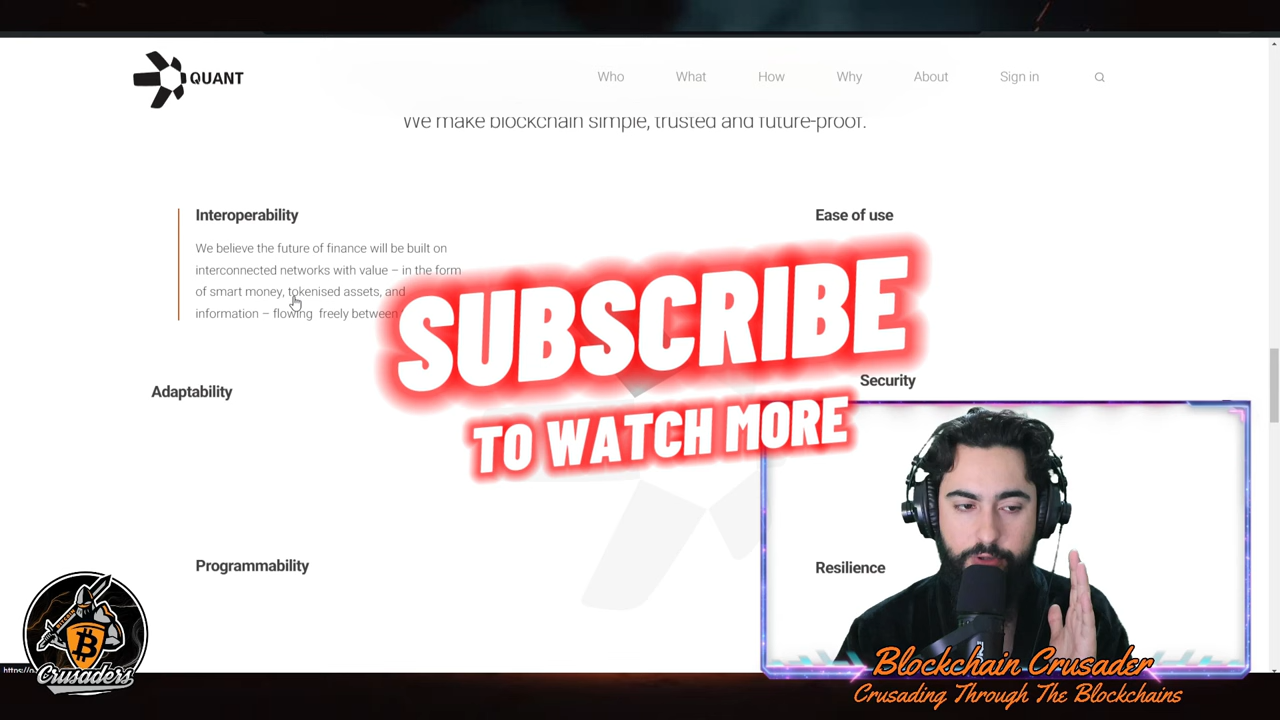 QUANT
Who
What
How
Why
About
Sign in
We make blockchain simple, trusted and future-proof.
Interoperability
Ease of use
We believe the future of finance will be built on
interconnected networks with value – in the form
of smart money, tokenised assets, and
information – flowing freely between
SUBSCRIBE
TO WATCH MORE
Adaptability
Security
Programmability
Resilience
Crusaders
Blockchain Crusader
Crusading Through The Blockchains